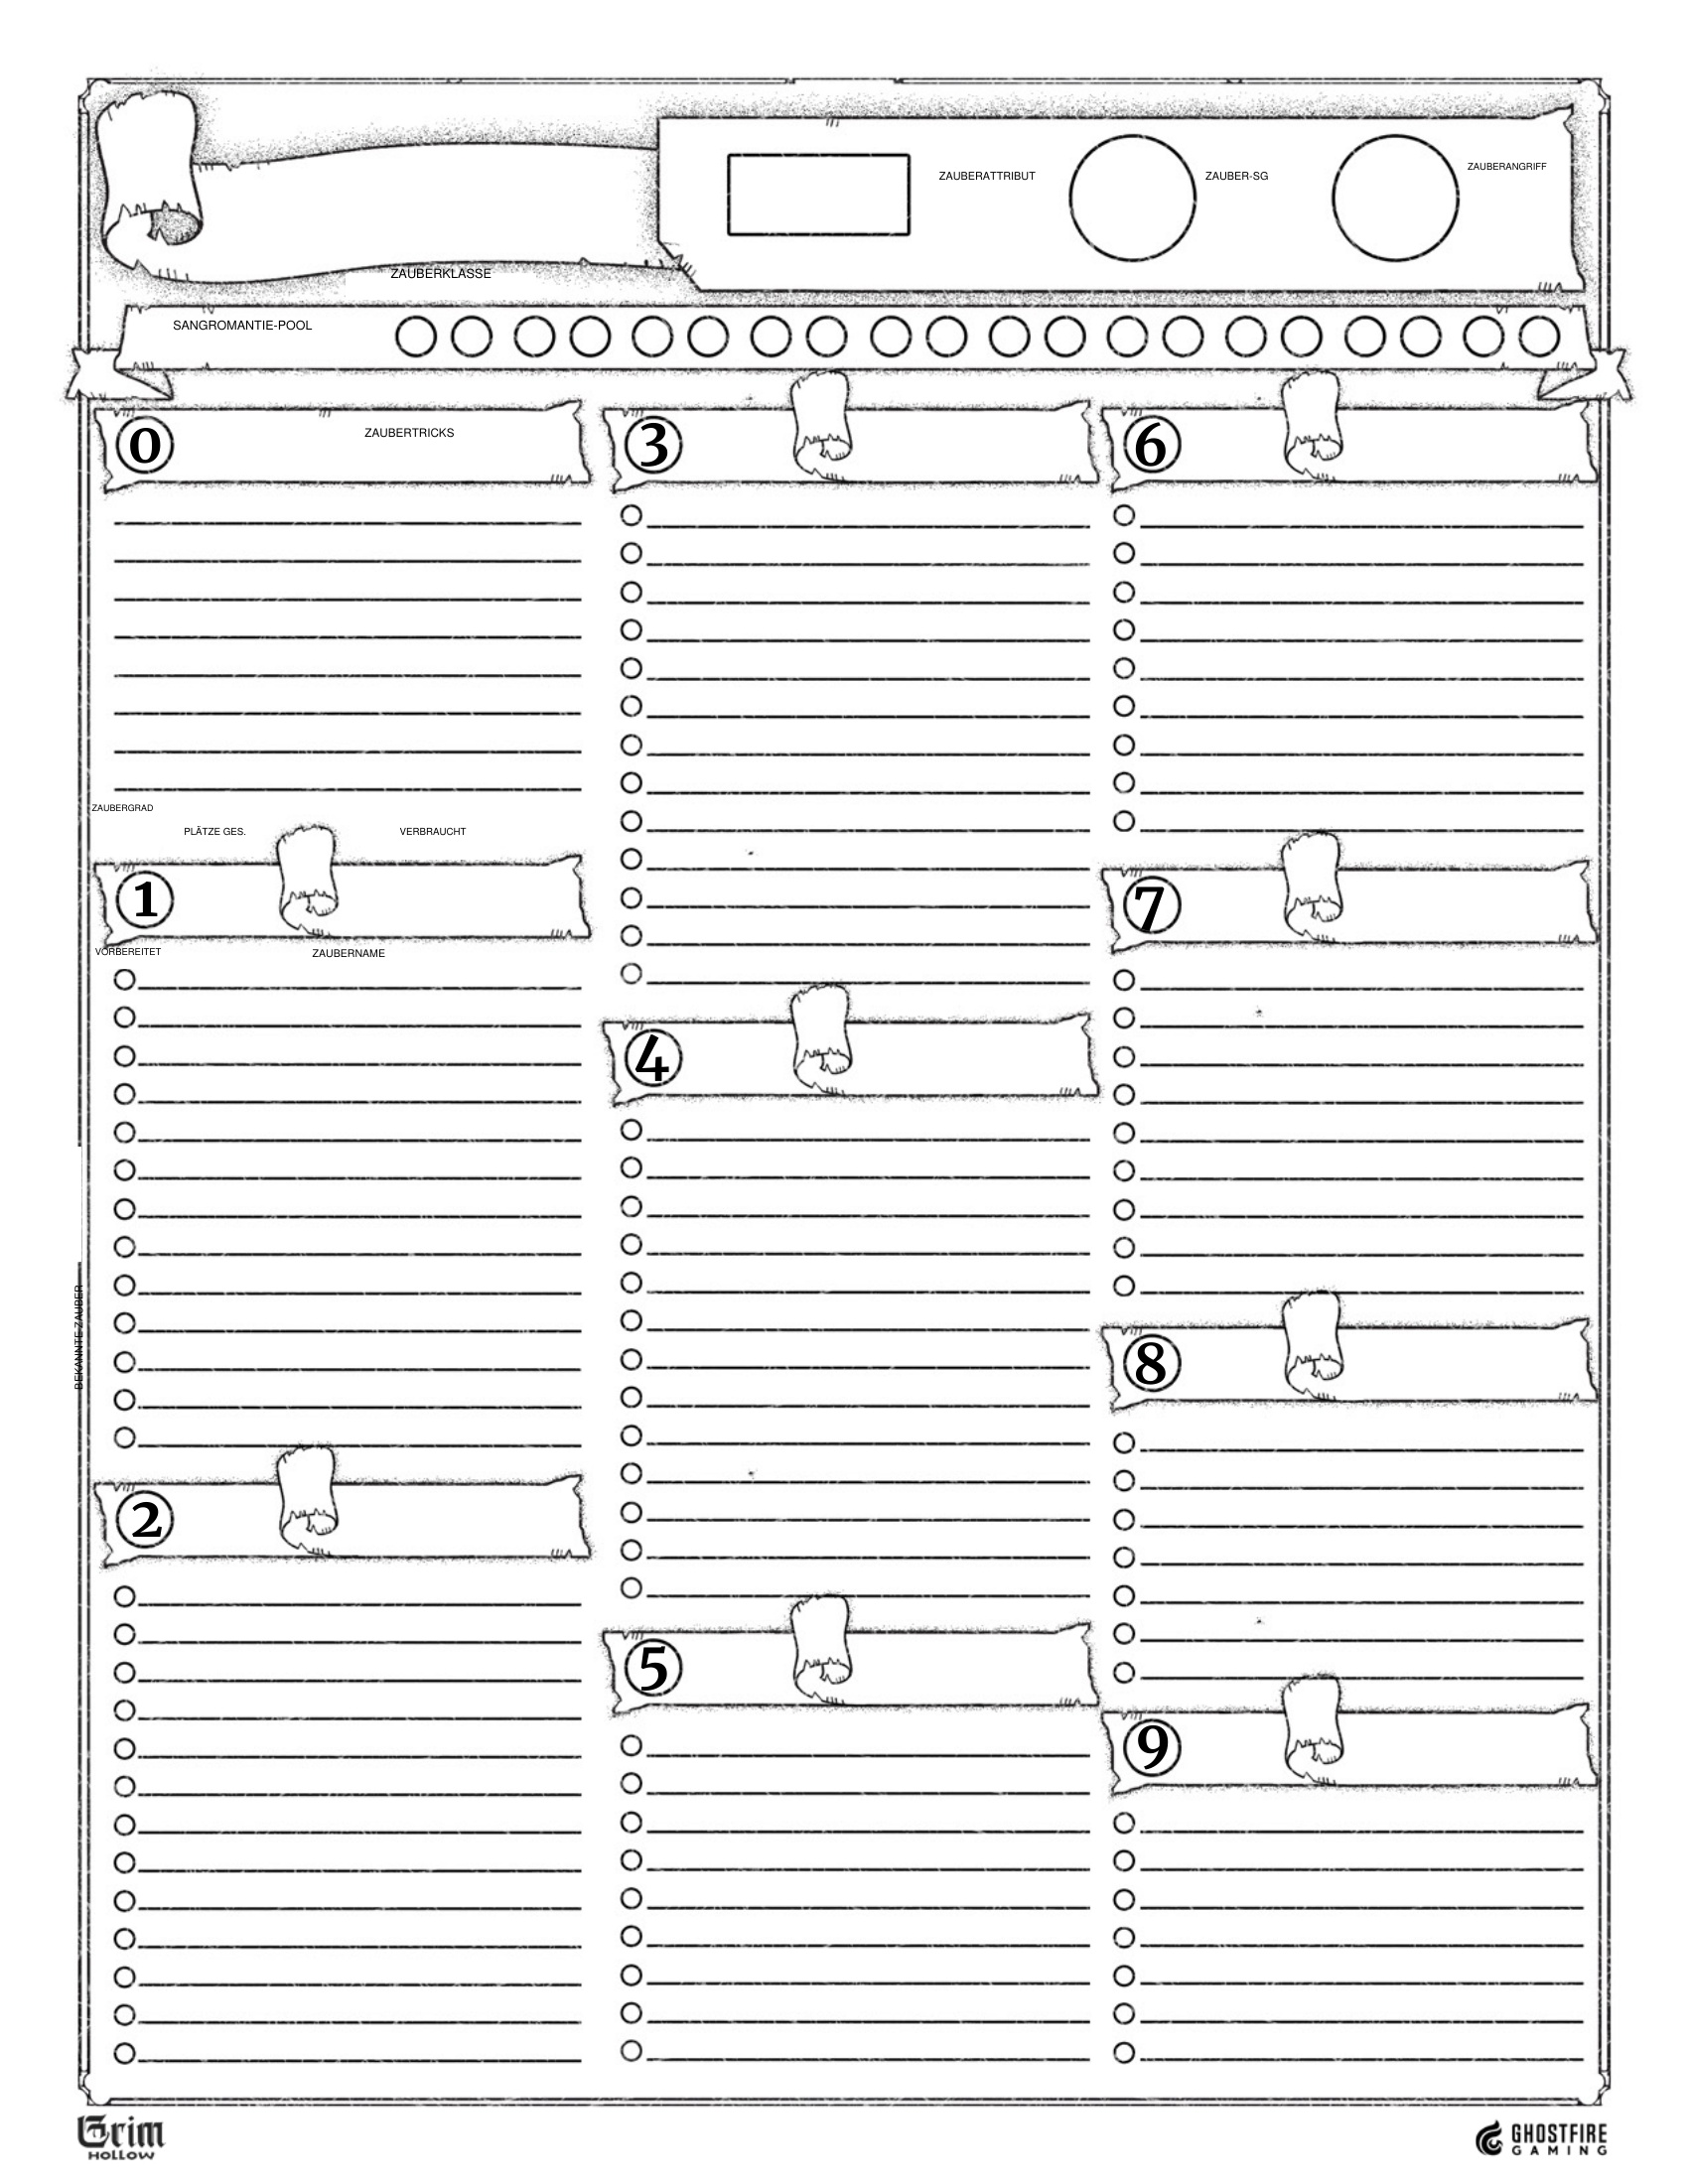 ZAUBERATTRIBUT
ZAUBER-SG
ZAUBERANGRIFF
ZAUBERKLASSE
SANGROMANTIE-POOL
0 ZAUBERTRICKS
ZAUBERGRAD
PLÄTZE GES. VERBRAUCHT
1
VORBEREITET ZAUBERNAME
BEKANNTE ZAUBER
2
3
4
5
6
7
8
9
Grim
HOLLOW
GHOSTFIRE
GAMING